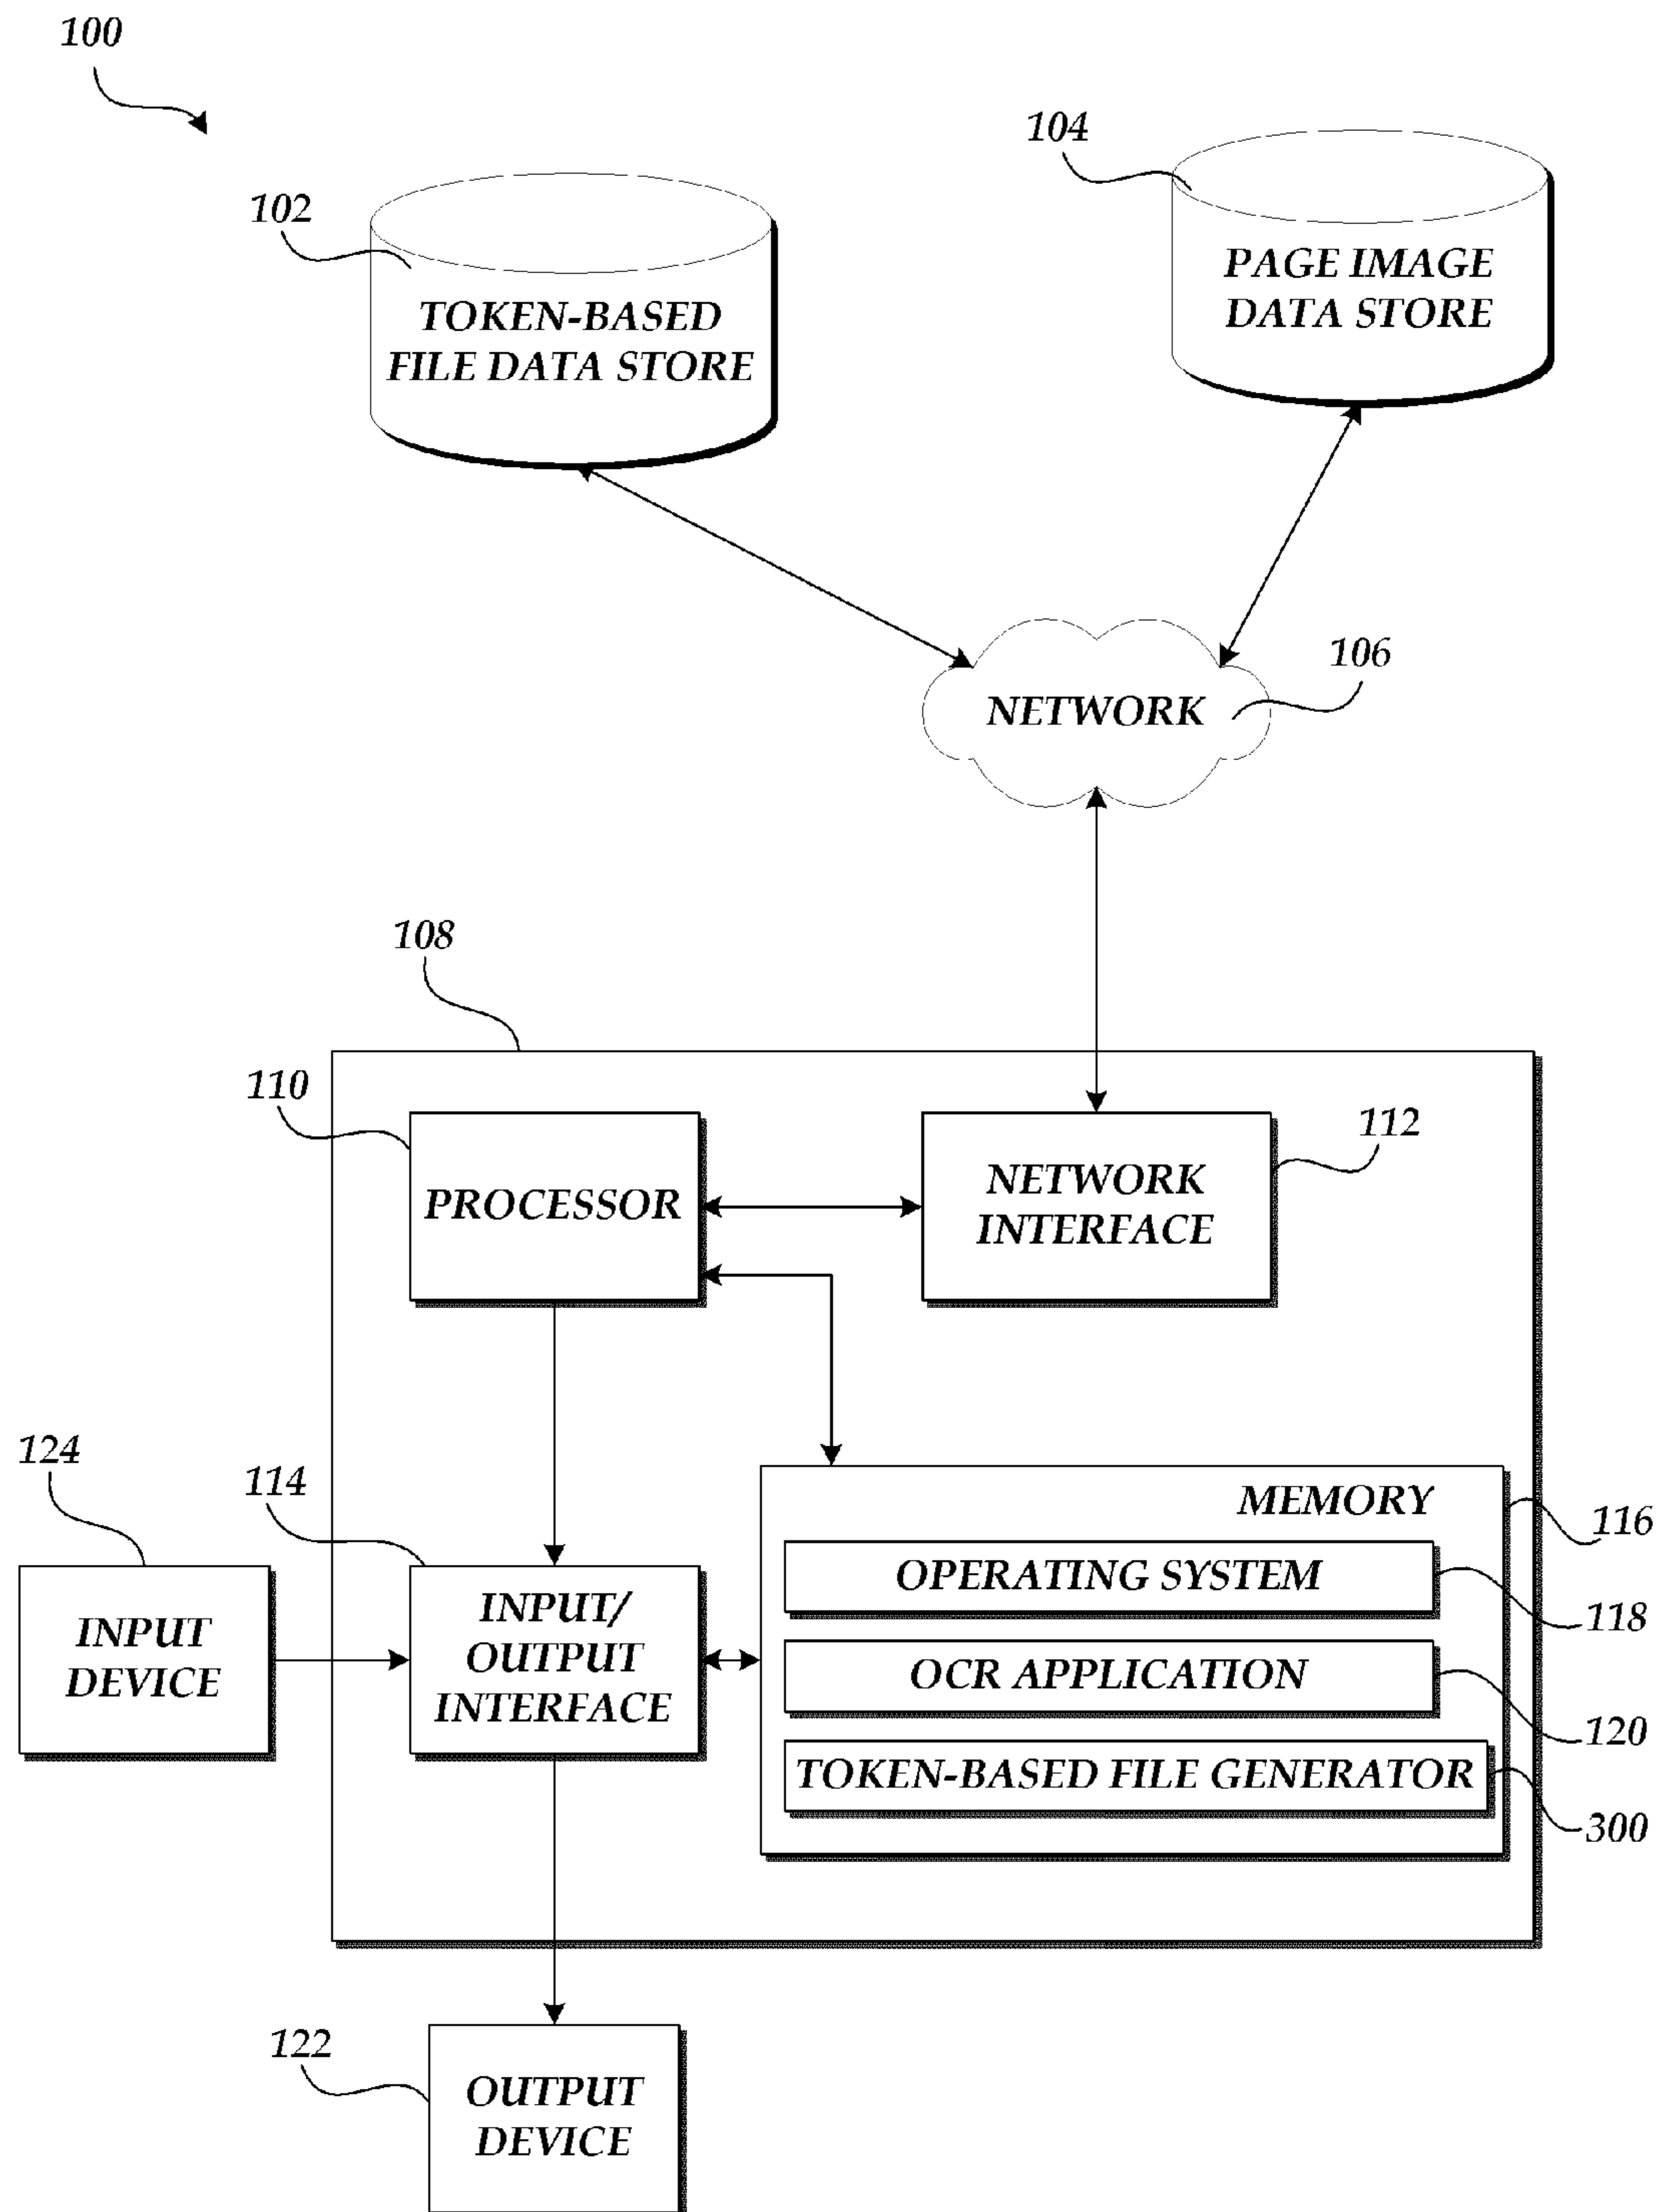 100
104
102
PAGE IMAGE
DATA STORE
TOKEN-BASED
FILE DATA STORE
106
NETWORK
108
110
112
PROCESSOR
NETWORK
INTERFACE
124
114
MEMORY
116
OPERATING SYSTEM
118
INPUT
DEVICE
INPUT/
OUTPUT
INTERFACE
OCR APPLICATION
120
TOKEN-BASED FILE GENERATOR
300
122
OUTPUT
DEVICE